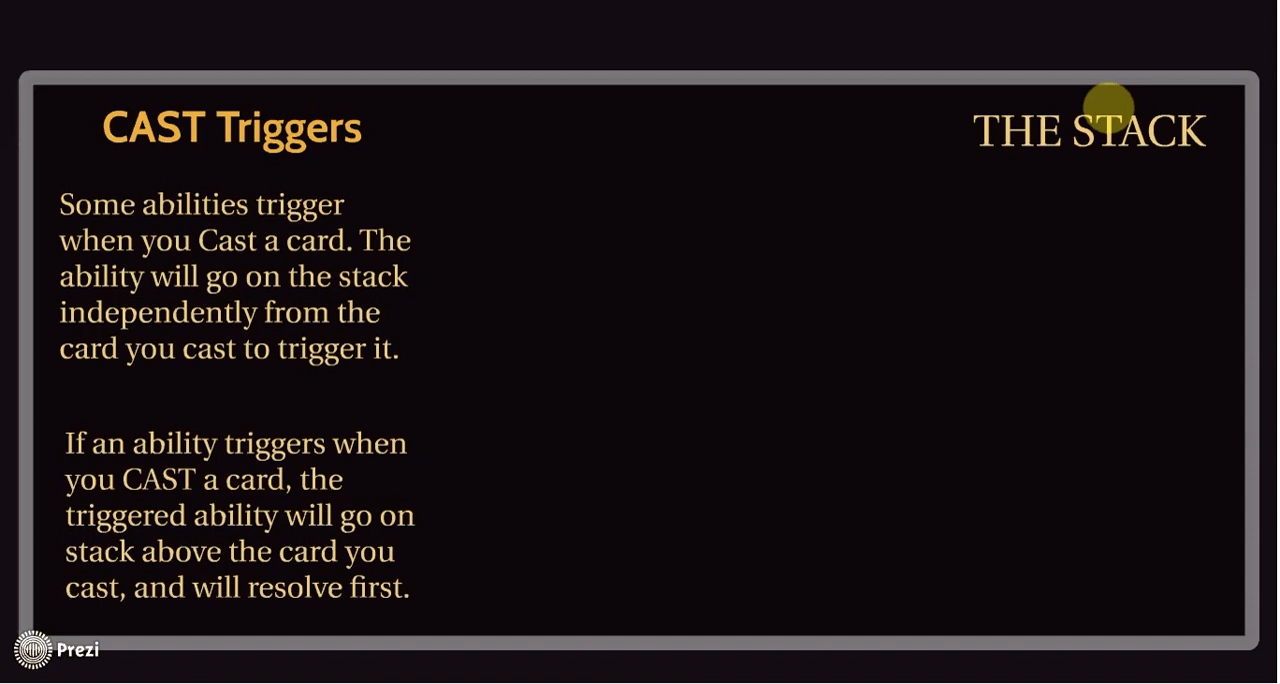 CAST Triggers
THE STACK
Some abilities trigger
when you Cast a card. The
ability will go on the stack
independently from the
card you cast to trigger it.
If an ability triggers when
you CAST a card, the
triggered ability will go on
stack above the card you
cast, and will resolve first.
Prezi